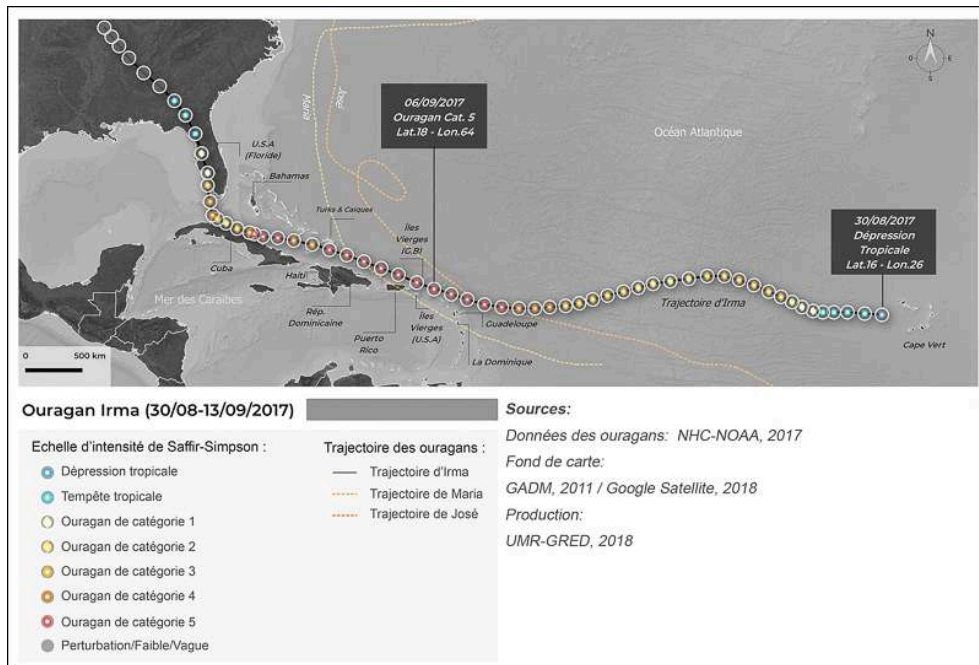 N
O
E
S
Maria
José
06/09/2017
Ouragan Cat. 5
Lat.18 - Lon.64
Océan Atlantique
U.S.A
(Floride)
Bahamas
Turks & Caïques
Îles
Vierges
(G.B)
30/08/2017
Dépression
Tropicale
Lat.16 - Lon.26
Cuba
Haïti
Mer des Caraïbes
Rép.
Dominicaine
Puerto
Rico
Îles
Vierges
(U.S.A)
Guadeloupe
La Dominique
Trajectoire d'Irma
Cape Vert
0 500 km
Ouragan Irma (30/08-13/09/2017)
Echelle d'intensité de Saffir-Simpson :
Dépression tropicale
Tempête tropicale
Ouragan de catégorie 1
Ouragan de catégorie 2
Ouragan de catégorie 3
Ouragan de catégorie 4
Ouragan de catégorie 5
Perturbation/Faible/Vague
Trajectoire des ouragans :
Trajectoire d'Irma
Trajectoire de Maria
Trajectoire de José
Sources:
Données des ouragans: NHC-NOAA, 2017
Fond de carte:
GADM, 2011 / Google Satellite, 2018
Production:
UMR-GRED, 2018